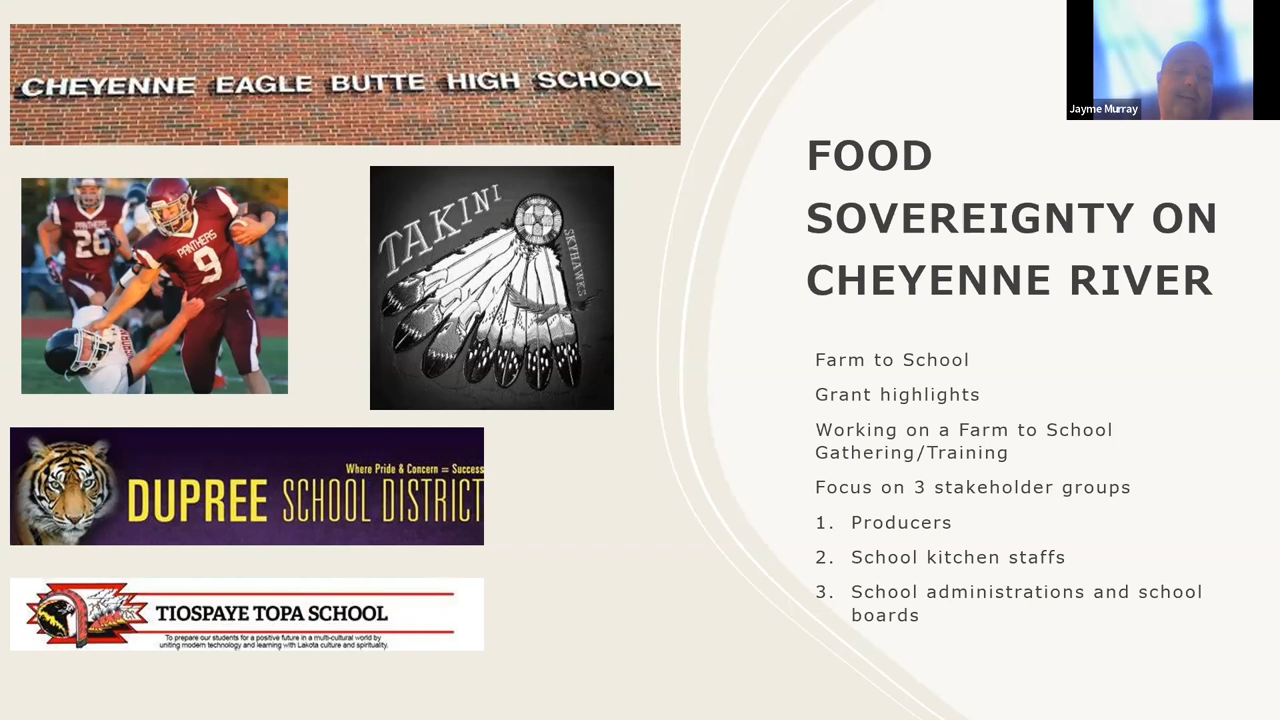 CHEYENNE EAGLE BUTTE HIGH SCHOOL
PANTHERS
26
PANTHERS
9
TAKINI
SKYHAWKS
Where Pride & Concern = Success
DUPREE SCHOOL DISTRICT
TIOSPAYE TOPA SCHOOL
To prepare our students for a positive future in a multi-cultural world by
uniting modern technology and learning with Lakota culture and spirituality.
Jayme Murray
FOOD
SOVEREIGNTY ON
CHEYENNE RIVER
Farm to School
Grant highlights
Working on a Farm to School
Gathering/Training
Focus on 3 stakeholder groups
1. Producers
2. School kitchen staffs
3. School administrations and school
boards